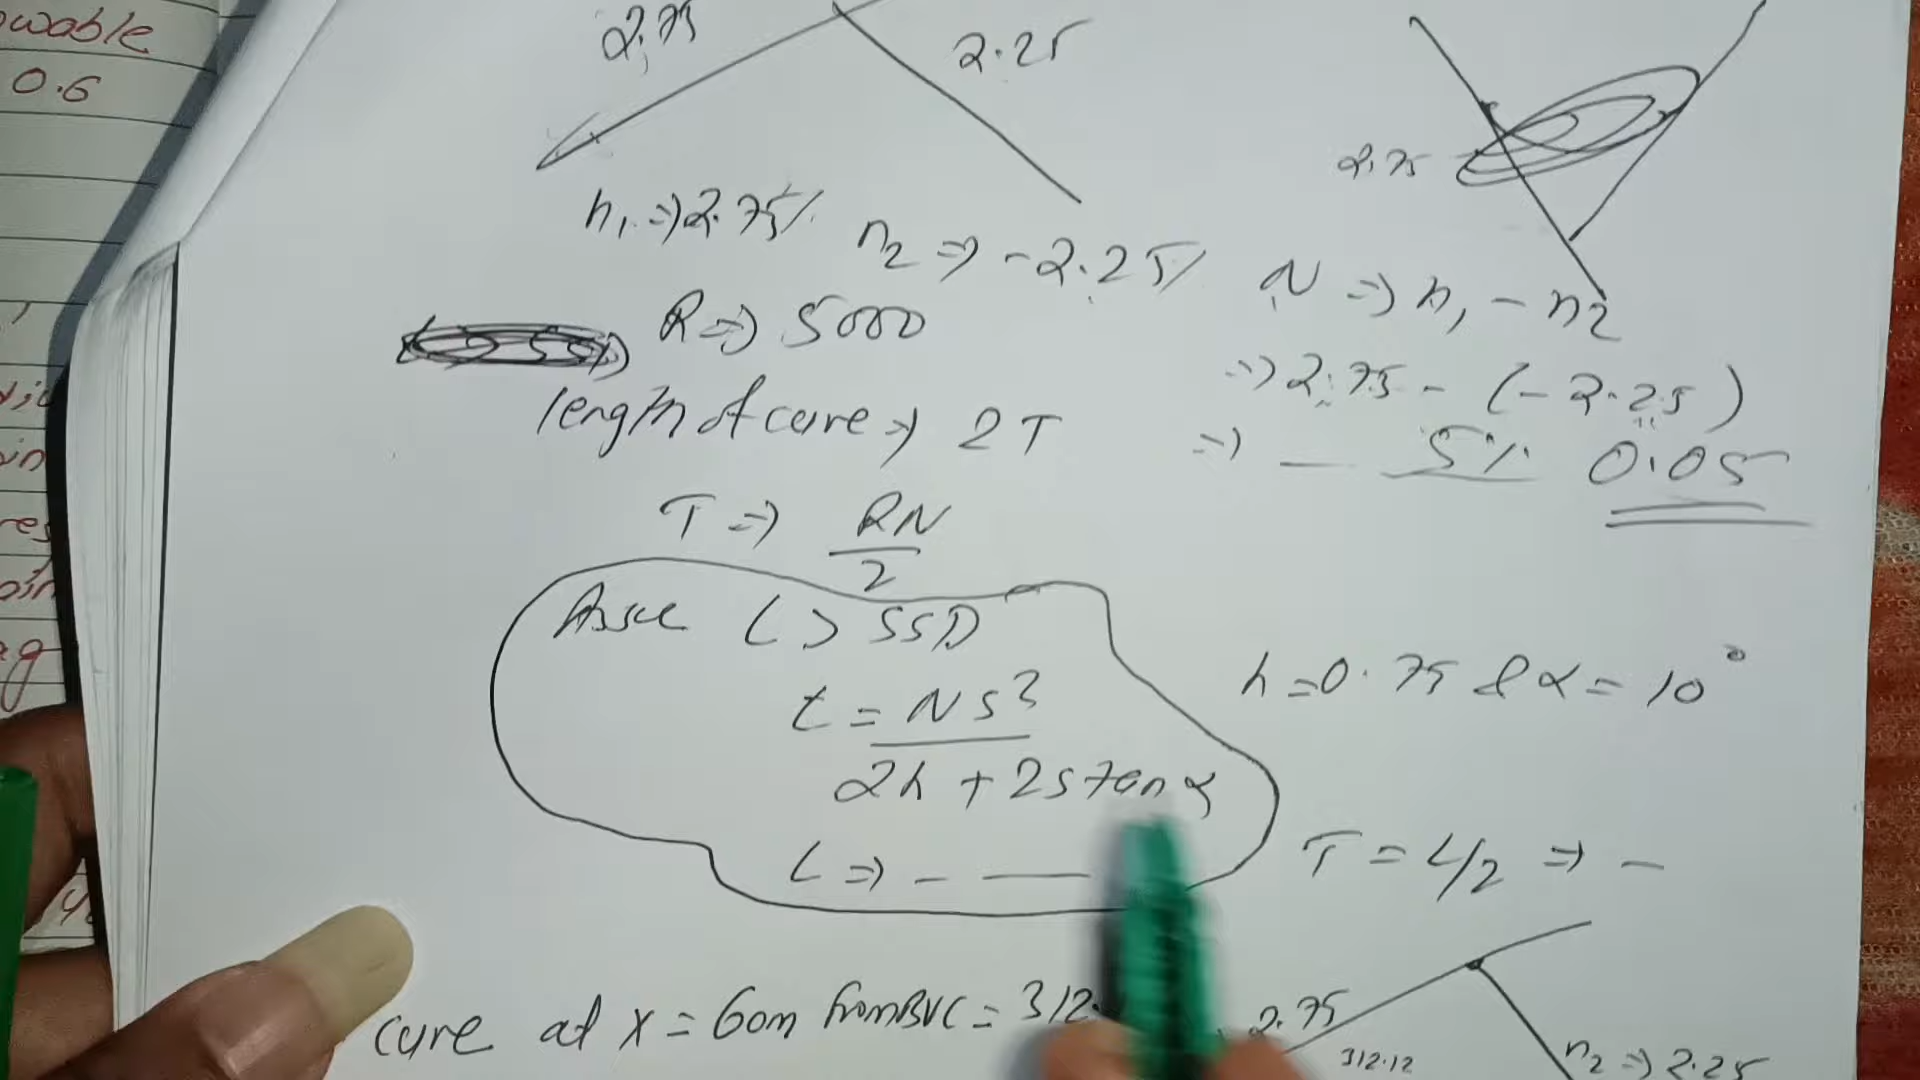 wable
0.6
2.75
2.25
2.75
n1 ⇒ 2.75%
n2 ⇒ -2.25%
N ⇒ n1 - n2
R ⇒ 5000
⇒ 2.75 - (-2.25)
length of curve ⇒ 2T
⇒ 5% 0.05
T ⇒ RN/2
Assu L > SSD
L = NS²/2h + 2s tanα
h = 0.75 & α = 10°
L ⇒ - —
T = L/2 ⇒ -
curve at x = 60m from BVC = 312.
2.75
312.12
n2 ⇒ 2.25